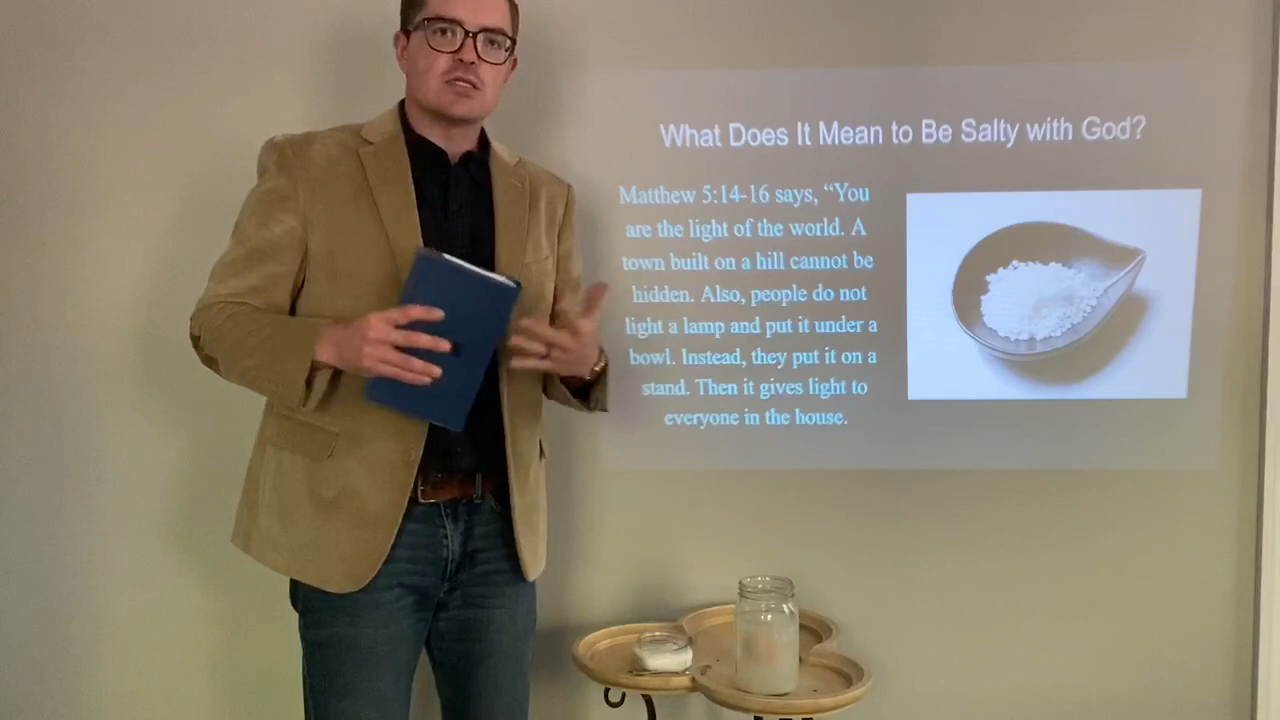 What Does It Mean to Be Salty with God?
Matthew 5:14-16 says, “You
are the light of the world. A
town built on a hill cannot be
hidden. Also, people do not
light a lamp and put it under a
bowl. Instead, they put it on a
stand. Then it gives light to
everyone in the house.